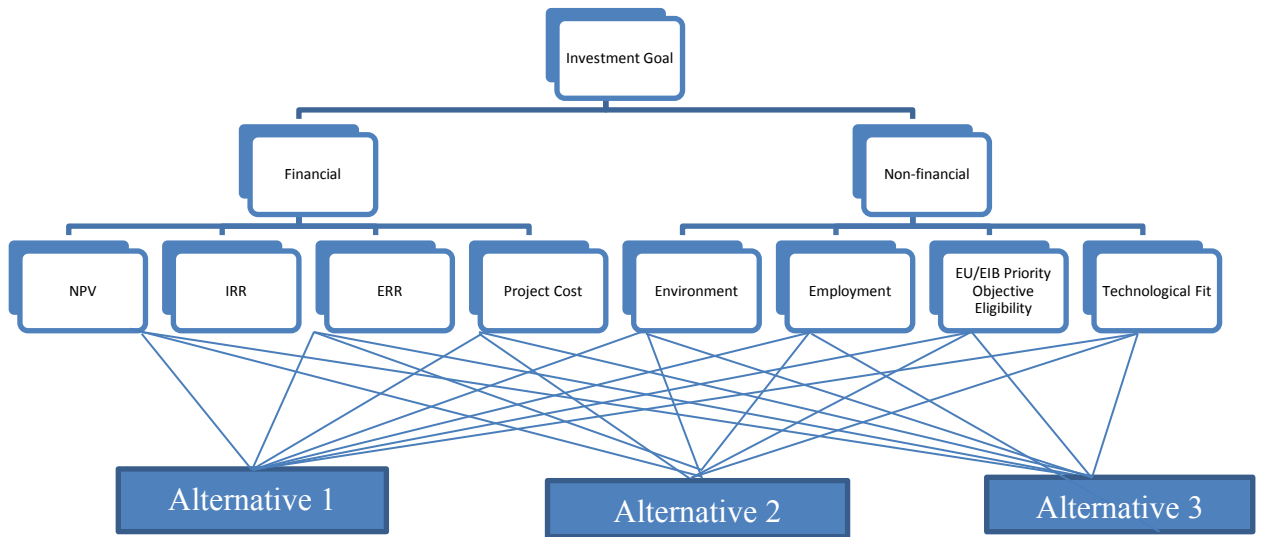 Investment Goal
Financial
Non-financial
NPV
IRR
ERR
Project Cost
Environment
Employment
EU/EIB Priority
Objective
Eligibility
Technological Fit
Alternative 1
Alternative 2
Alternative 3